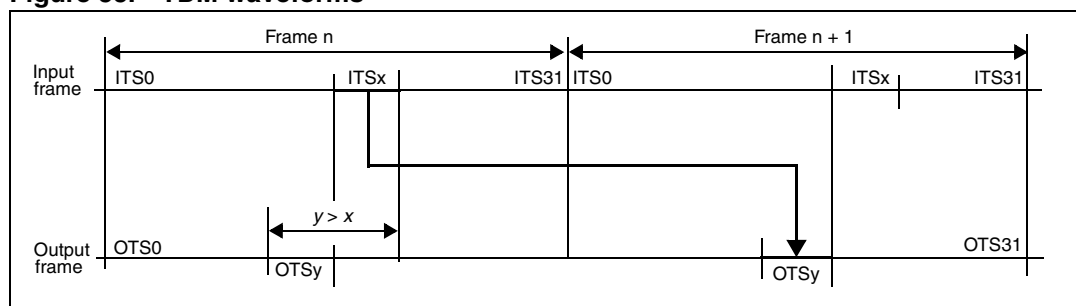 Figure 35. TDM waveforms
Frame n Frame n + 1
Input frame ITS0 ITSx ITS31 ITS0 ITSx ITS31
y > x
Output frame OTS0 OTSy OTSy OTS31